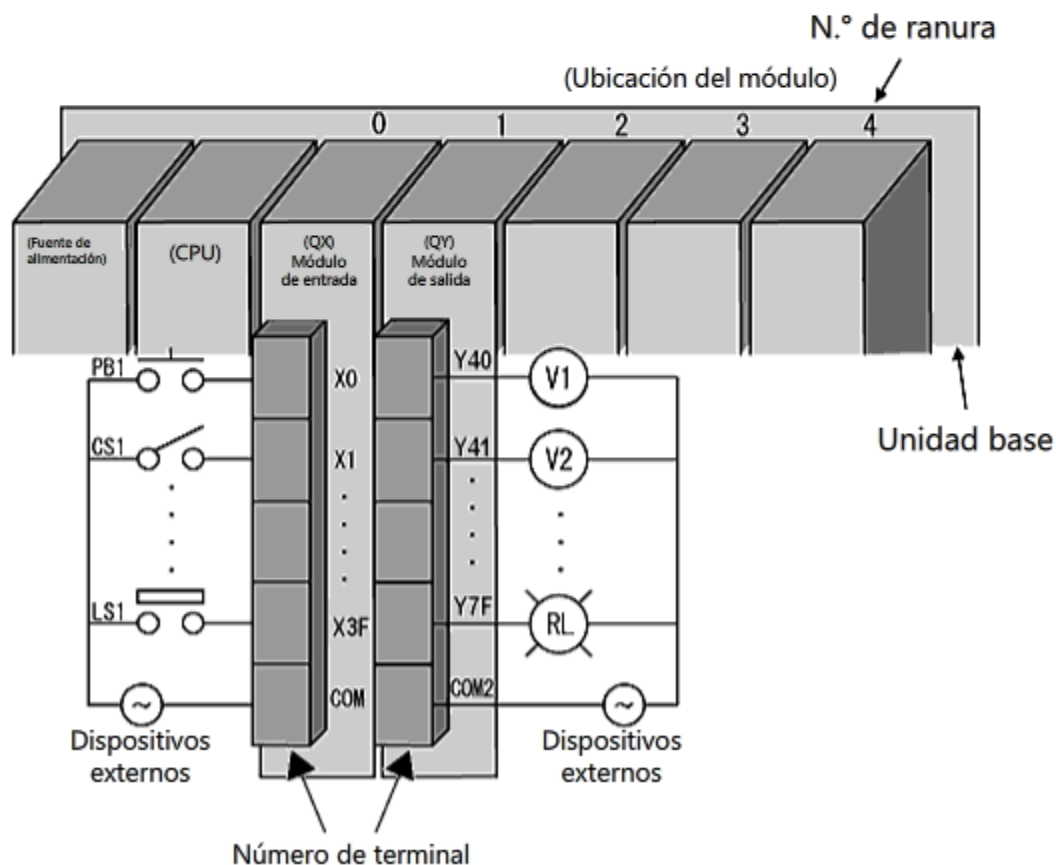 N.° de ranura
(Ubicación del módulo)
0 1 2 3 4
(Fuente de
alimentación)
(CPU)
(QX)
Módulo
de entrada
(QY)
Módulo
de salida
PB1
X0
Y40
V1
CS1
X1
Y41
V2
Unidad base
LS1
X3F
Y7F
RL
COM
COM2
~
~
Dispositivos
externos
Dispositivos
externos
Número de terminal